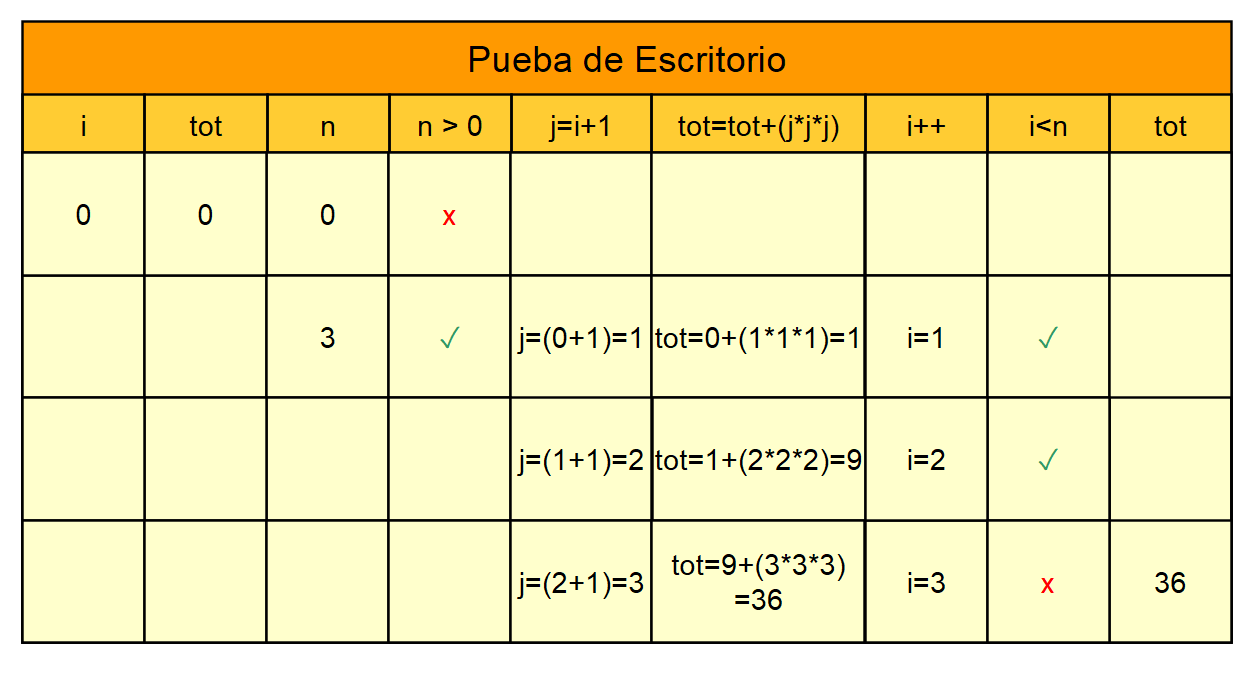 Pueba de Escritorio
i tot n n > 0 j=i+1 tot=tot+(j*j*j) i++ i<n tot
0 0 0 x
3 ✓ j=(0+1)=1 tot=0+(1*1*1)=1 i=1 ✓
j=(1+1)=2 tot=1+(2*2*2)=9 i=2 ✓
j=(2+1)=3 tot=9+(3*3*3)
=36 i=3 x 36